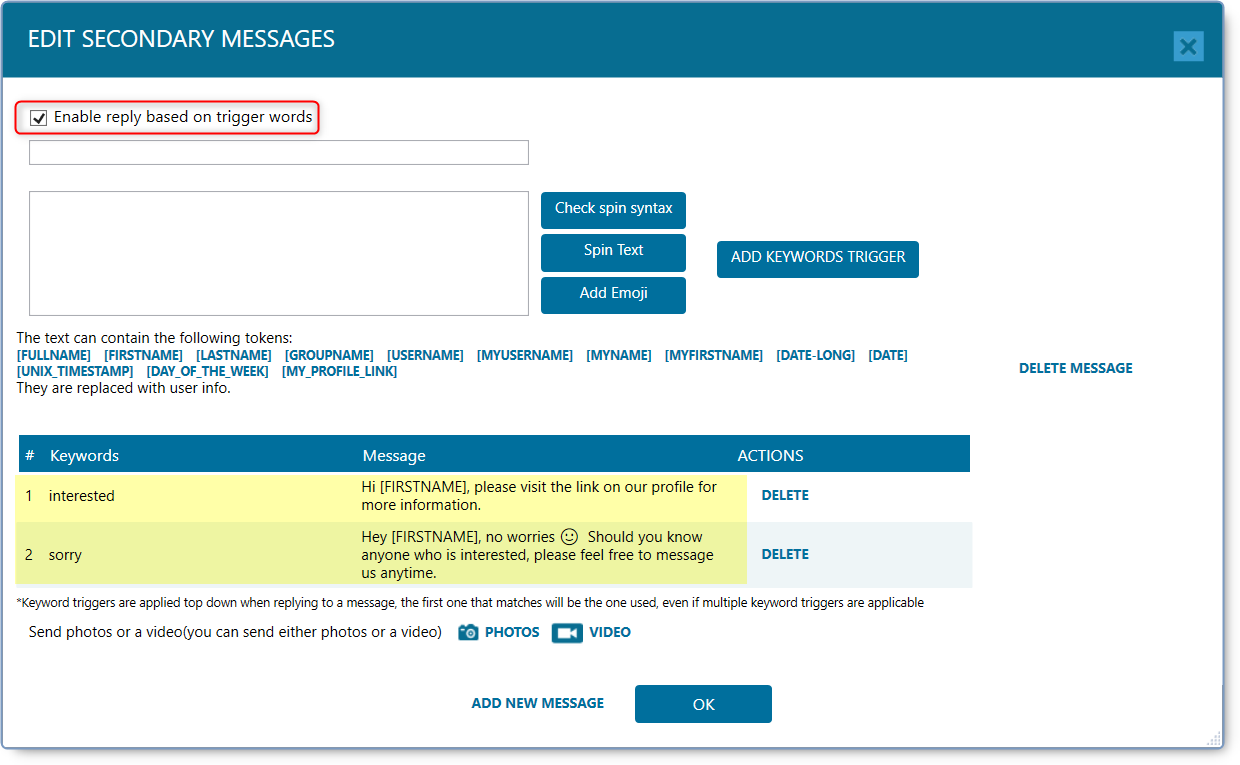 EDIT SECONDARY MESSAGES
Enable reply based on trigger words
Check spin syntax
Spin Text
ADD KEYWORDS TRIGGER
Add Emoji
The text can contain the following tokens:
[FULLNAME] [FIRSTNAME] [LASTNAME] [GROUPNAME] [USERNAME] [MYUSERNAME] [MYNAME] [MYFIRSTNAME] [DATE-LONG] [DATE]
[UNIX_TIMESTAMP] [DAY_OF_THE_WEEK] [MY_PROFILE_LINK]
They are replaced with user info.
DELETE MESSAGE
# Keywords Message ACTIONS
1 interested
Hi [FIRSTNAME], please visit the link on our profile for
more information.
DELETE
2 sorry
Hey [FIRSTNAME], no worries ☺ Should you know
anyone who is interested, please feel free to message
us anytime.
DELETE
*Keyword triggers are applied top down when replying to a message, the first one that matches will be the one used, even if multiple keyword triggers are applicable
Send photos or a video(you can send either photos or a video) PHOTOS VIDEO
ADD NEW MESSAGE OK